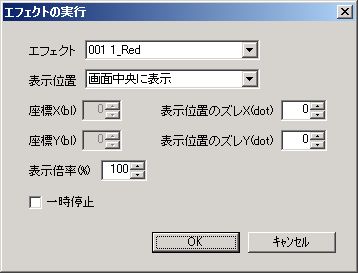 エフェクトの実行
エフェクト 001 1_Red
表示位置 画面中央に表示
座標X(bl) 0 表示位置のズレX(dot) 0
座標Y(bl) 0 表示位置のズレY(dot) 0
表示倍率(%) 100
一時停止
OK キャンセル